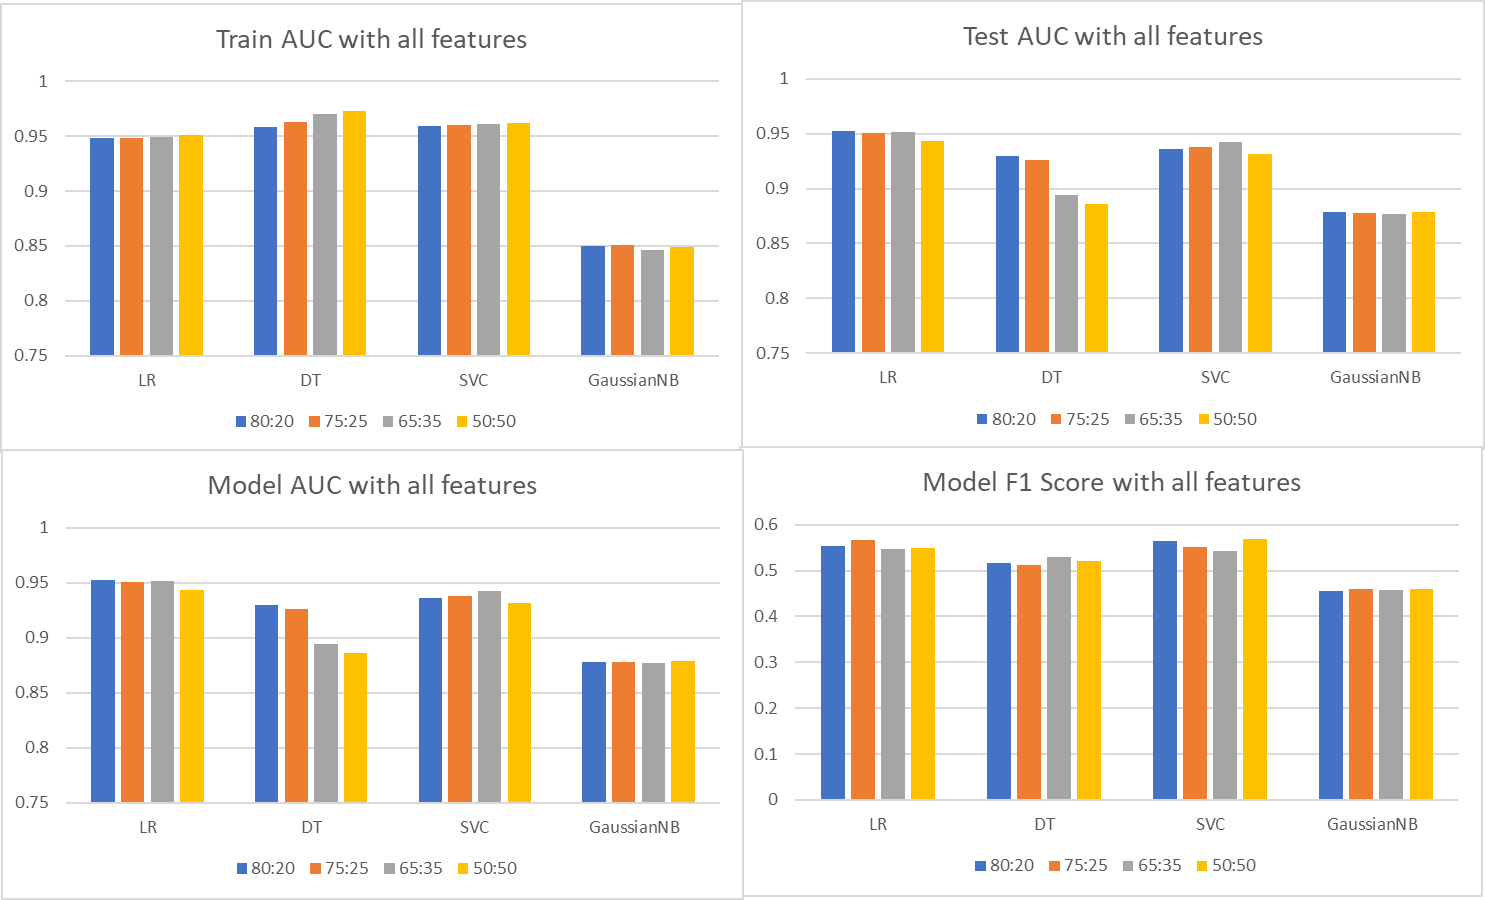 Train AUC with all features
1
0.95
0.9
0.85
0.8
0.75
LR DT SVC GaussianNB
80:20 75:25 65:35 50:50
Test AUC with all features
1
0.95
0.9
0.85
0.8
0.75
LR DT SVC GaussianNB
80:20 75:25 65:35 50:50
Model AUC with all features
1
0.95
0.9
0.85
0.8
0.75
LR DT SVC GaussianNB
80:20 75:25 65:35 50:50
Model F1 Score with all features
0.6
0.5
0.4
0.3
0.2
0.1
0
LR DT SVC GaussianNB
80:20 75:25 65:35 50:50